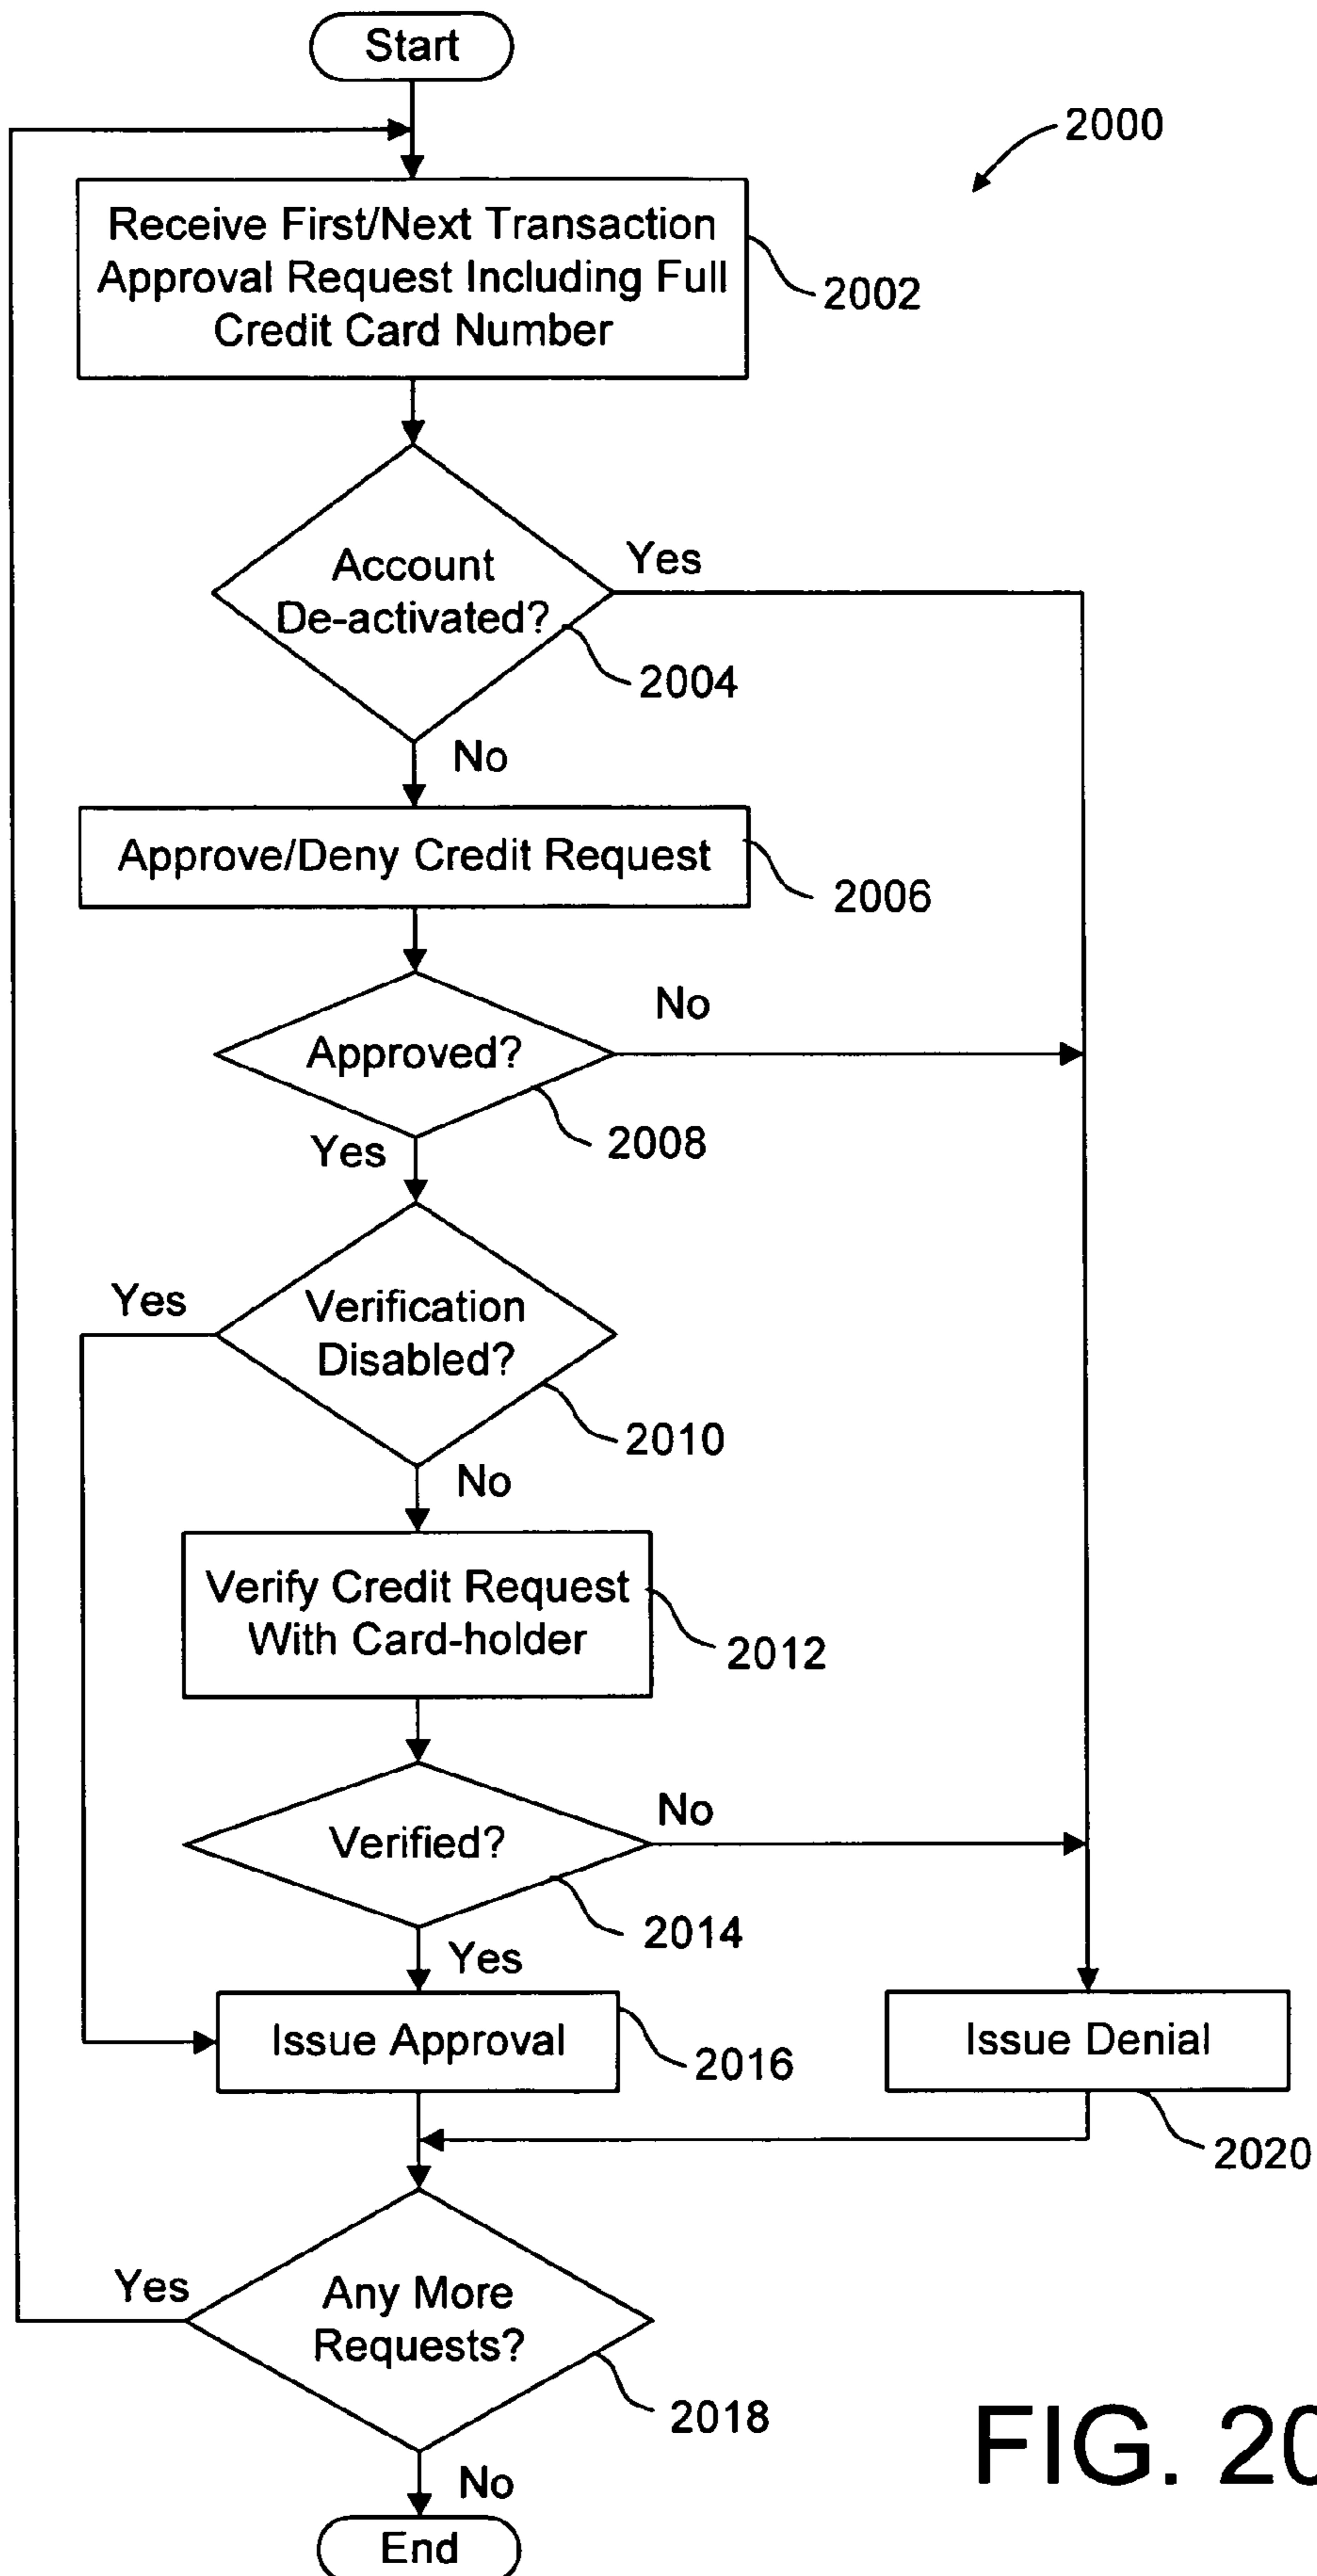 Start
2000
Receive First/Next Transaction
Approval Request Including Full
Credit Card Number
2002
Account
De-activated?
Yes
2004
No
Approve/Deny Credit Request
2006
Approved?
No
2008
Yes
Verification
Disabled?
Yes
2010
No
Verify Credit Request
With Card-holder
2012
Verified?
No
2014
Yes
Issue Approval
2016
Issue Denial
2020
Any More
Requests?
Yes
2018
No
End
FIG. 20